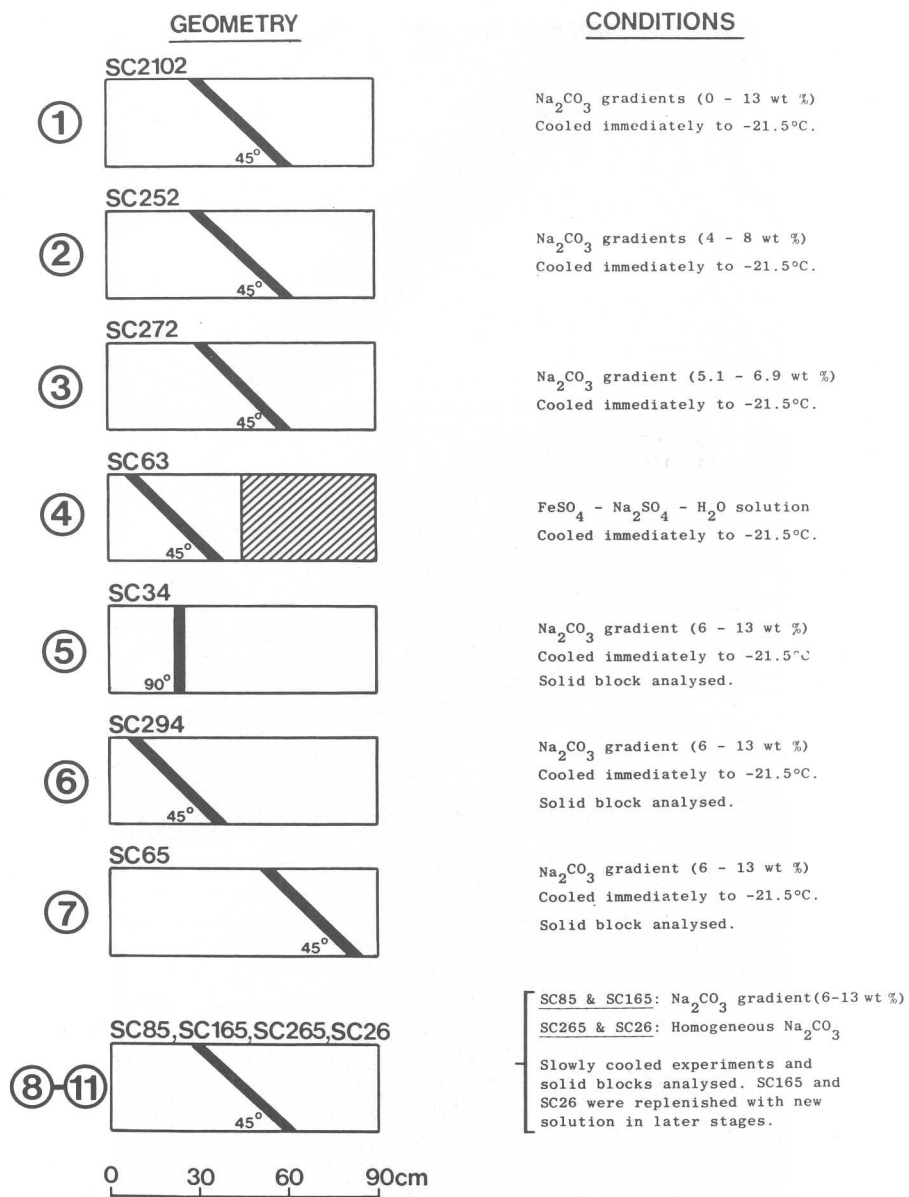 GEOMETRY
CONDITIONS
SC2102
①
45°
Na₂CO₃ gradients (0 - 13 wt %)
Cooled immediately to -21.5°C.
SC252
②
45°
Na₂CO₃ gradients (4 - 8 wt %)
Cooled immediately to -21.5°C.
SC272
③
45°
Na₂CO₃ gradient (5.1 - 6.9 wt %)
Cooled immediately to -21.5°C.
SC63
④
45°
FeSO₄ - Na₂SO₄ - H₂O solution
Cooled immediately to -21.5°C.
SC34
⑤
90°
Na₂CO₃ gradient (6 - 13 wt %)
Cooled immediately to -21.5°C
Solid block analysed.
SC294
⑥
45°
Na₂CO₃ gradient (6 - 13 wt %)
Cooled immediately to -21.5°C.
Solid block analysed.
SC65
⑦
45°
Na₂CO₃ gradient (6 - 13 wt %)
Cooled immediately to -21.5°C.
Solid block analysed.
SC85,SC165,SC265,SC26
⑧-⑪
45°
SC85 & SC165: Na₂CO₃ gradient(6-13 wt %)
SC265 & SC26: Homogeneous Na₂CO₃
Slowly cooled experiments and
solid blocks analysed. SC165 and
SC26 were replenished with new
solution in later stages.
0 30 60 90cm